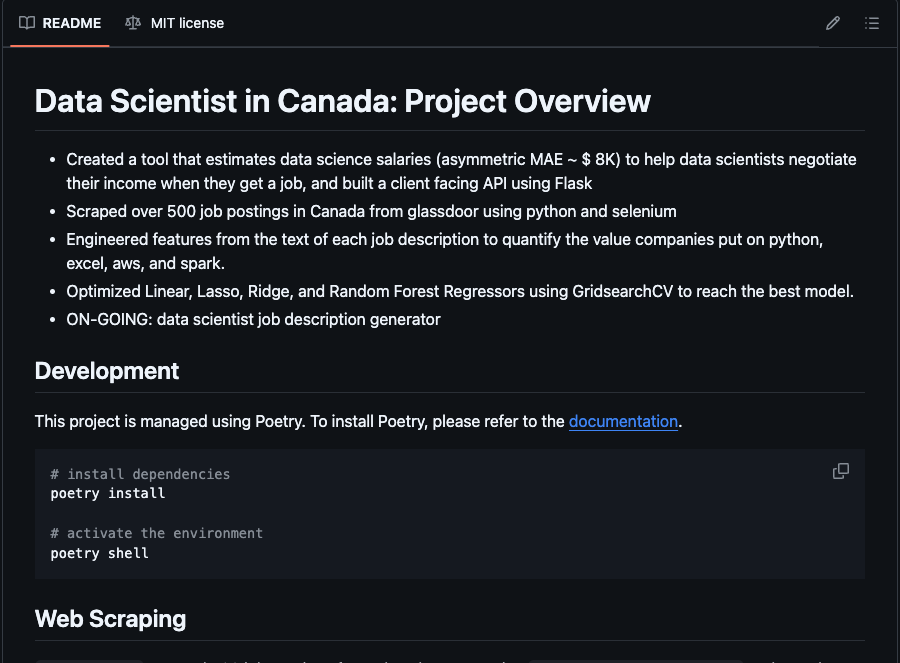 README MIT license
Data Scientist in Canada: Project Overview
• Created a tool that estimates data science salaries (asymmetric MAE ~ $ 8K) to help data scientists negotiate
their income when they get a job, and built a client facing API using Flask
• Scraped over 500 job postings in Canada from glassdoor using python and selenium
• Engineered features from the text of each job description to quantify the value companies put on python,
excel, aws, and spark.
• Optimized Linear, Lasso, Ridge, and Random Forest Regressors using GridsearchCV to reach the best model.
• ON-GOING: data scientist job description generator
Development
This project is managed using Poetry. To install Poetry, please refer to the documentation.
# install dependencies
poetry install
# activate the environment
poetry shell
Web Scraping